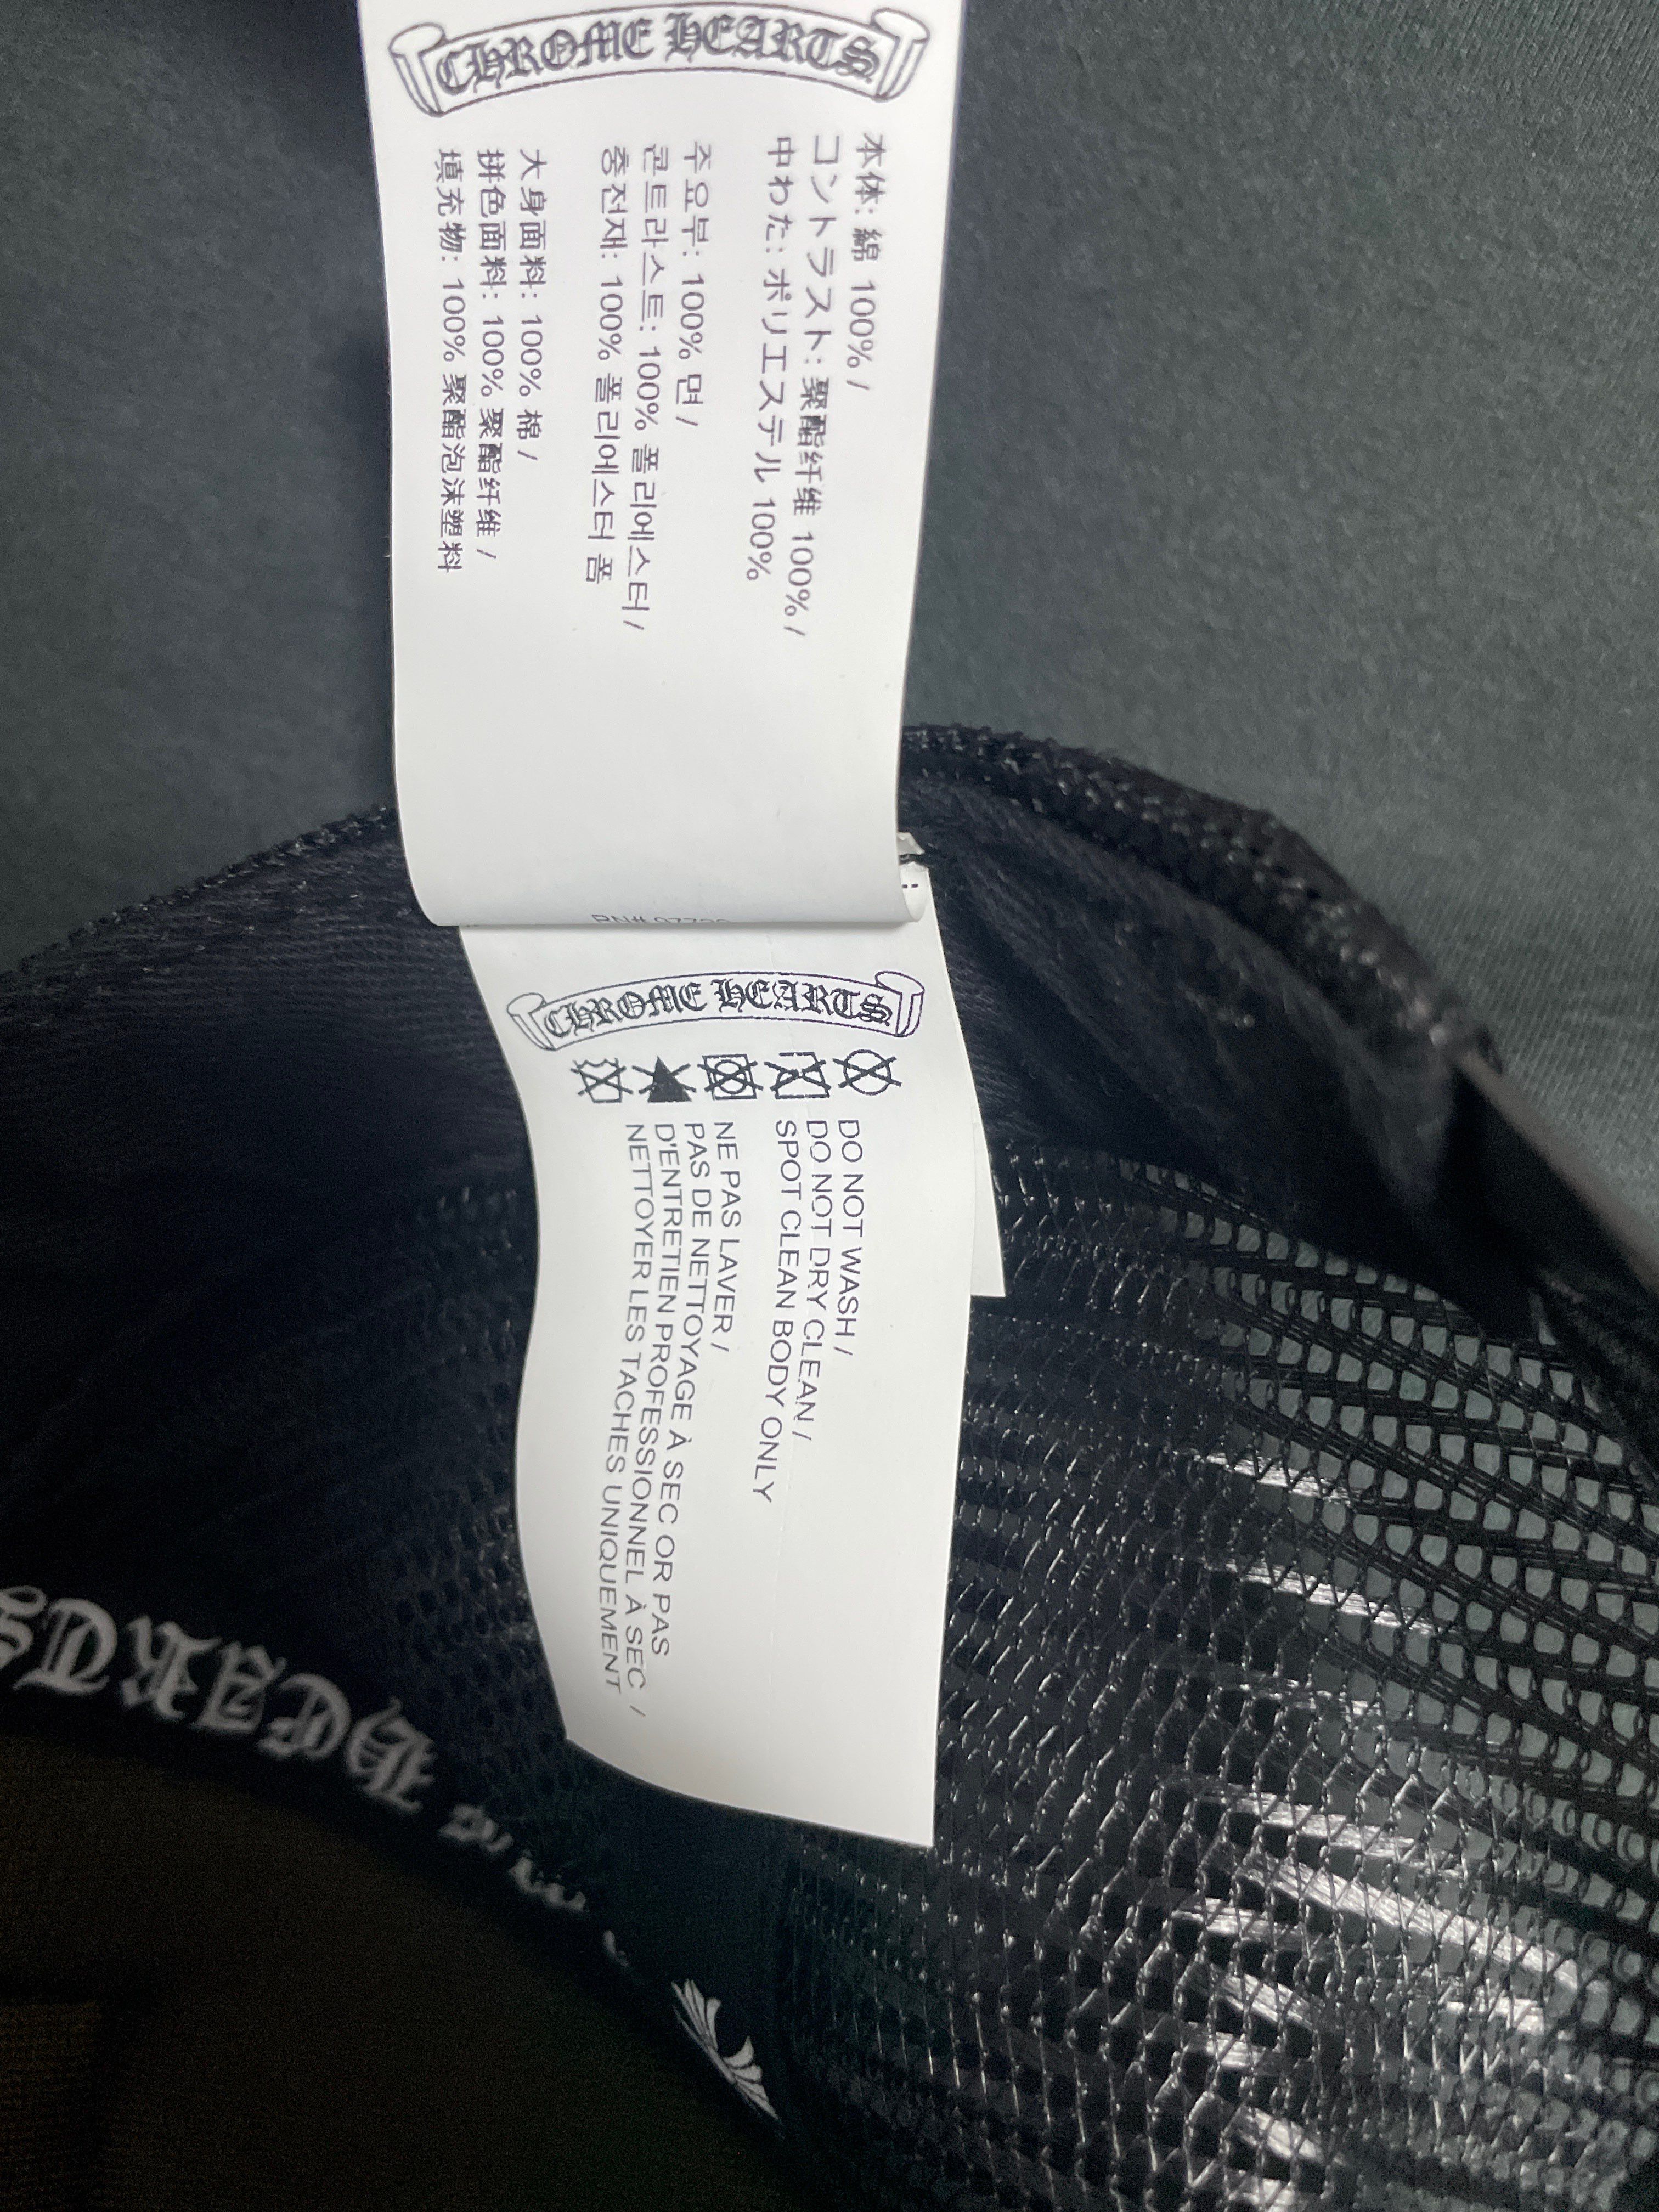 CHROME HEARTS
本体: 綿 100% /
コントラスト: 聚酯纤维 100% /
中わた: ポリエステル 100%
주요부: 100% 면 /
콘트라스트: 100% 폴리에스터 /
충전재: 100% 폴리에스터 폼
大身面料: 100% 棉 /
拼色面料: 100% 聚酯纤维 /
填充物: 100% 聚酯泡沫塑料
CHROME HEARTS
DO NOT WASH /
DO NOT DRY CLEAN /
SPOT CLEAN BODY ONLY
NE PAS LAVER /
PAS DE NETTOYAGE À SEC OR PAS
D'ENTRETIEN PROFESSIONNEL À SEC /
NETTOYER LES TACHES UNIQUEMENT
HEARTS